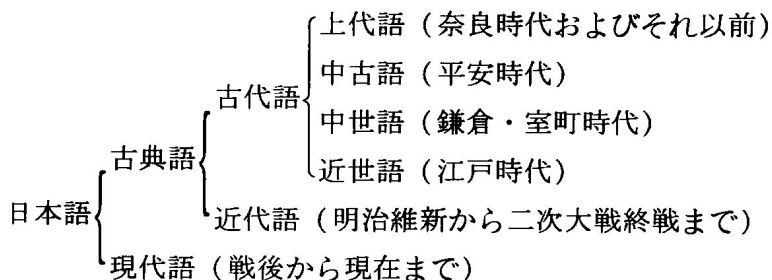 上代語（奈良時代およびそれ以前）
中古語（平安時代）
古代語
中世語（鎌倉・室町時代）
古典語
近世語（江戸時代）
日本語
近代語（明治維新から二次大戦終戦まで）
現代語（戦後から現在まで）